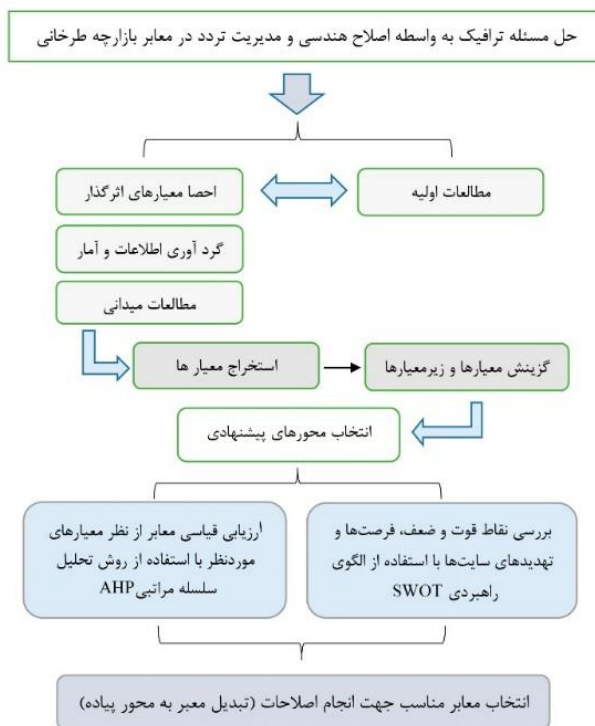 حل مسئله ترافیک به واسطه اصلاح هندسی و مدیریت تردد در معابر بازارچه طرخانی
مطالعات اولیه
احصا معیارهای اثرگذار
گرد آوری اطلاعات و آمار
مطالعات میدانی
استخراج معیار ها
گزینش معیارها و زیرمعیارها
انتخاب محورهای پیشنهادی
بررسی نقاط قوت و ضعف، فرصت‌ها و
تهدیدهای سایت‌ها با استفاده از الگوی
راهبردی SWOT
ارزیابی قیاسی معابر از نظر معیارهای
موردنظر با استفاده از روش تحلیل
سلسله مراتبی AHP
انتخاب معابر مناسب جهت انجام اصلاحات (تبدیل معبر به محور پیاده)